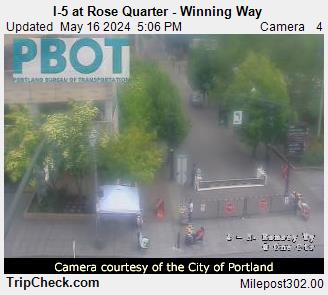 I-5 at Rose Quarter - Winning Way
Updated May 16 2024 5:06 PM Camera 4
PBOT
PORTLAND BUREAU OF TRANSPORTATION
Camera courtesy of the City of Portland
TripCheck.com Milepost302.00